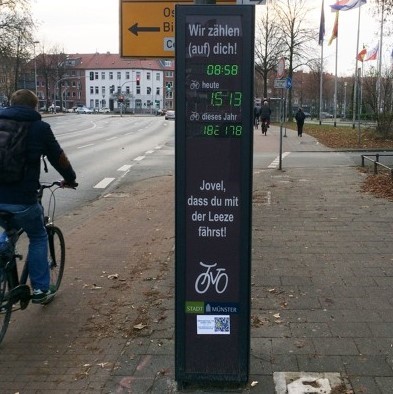 Wir zählen
(auf) dich!
08:58
heute
1513
dieses Jahr
Jovel,
dass du mit
der Leeze
fährst!
STADT MÜNSTER